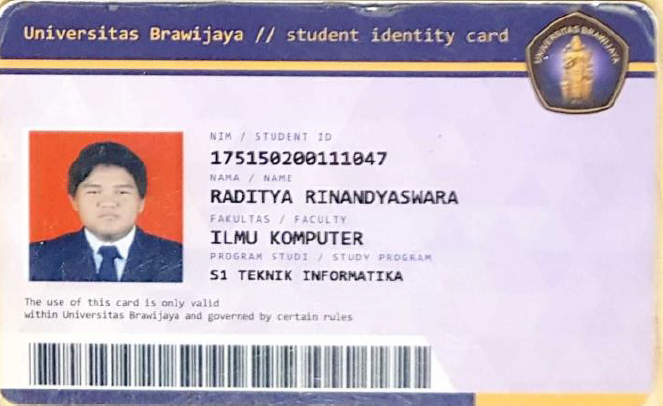 Universitas Brawijaya // student identity card
UNIVERSITAS BRAWIJAYA
NIM / STUDENT ID
175150200111047
NAMA / NAME
RADITYA RINANDYASWARA
FAKULTAS / FACULTY
ILMU KOMPUTER
PROGRAM STUDI / STUDY PROGRAM
S1 TEKNIK INFORMATIKA
The use of this card is only valid
within Universitas Brawijaya and governed by certain rules